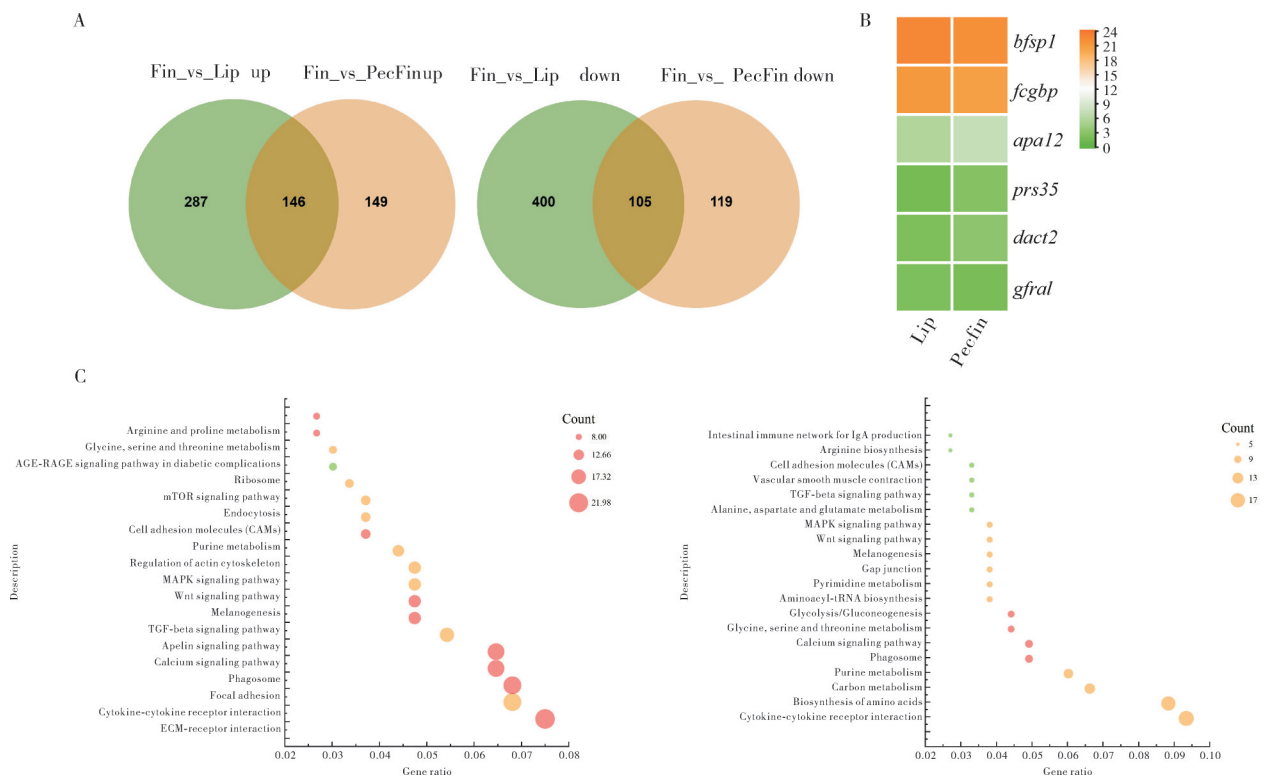 A
Fin_vs_Lip up
Fin_vs_PecFinup
Fin_vs_Lip down
Fin_vs_ PecFin down
287
146
149
400
105
119
B
bfsp1
fcgbp
apa12
prs35
dact2
gfral
Lip
Pecfin
24
21
18
15
12
9
6
3
0
C
Description
Arginine and proline metabolism
Glycine, serine and threonine metabolism
AGE-RAGE signaling pathway in diabetic complications
Ribosome
mTOR signaling pathway
Endocytosis
Cell adhesion molecules (CAMs)
Purine metabolism
Regulation of actin cytoskeleton
MAPK signaling pathway
Wnt signaling pathway
Melanogenesis
TGF-beta signaling pathway
Apelin signaling pathway
Calcium signaling pathway
Phagosome
Focal adhesion
Cytokine-cytokine receptor interaction
ECM-receptor interaction
0.02 0.03 0.04 0.05 0.06 0.07 0.08
Gene ratio
Count
8.00
12.66
17.32
21.98
Description
Intestinal immune network for IgA production
Arginine biosynthesis
Cell adhesion molecules (CAMs)
Vascular smooth muscle contraction
TGF-beta signaling pathway
Alanine, aspartate and glutamate metabolism
MAPK signaling pathway
Wnt signaling pathway
Melanogenesis
Gap junction
Pyrimidine metabolism
Aminoacyl-tRNA biosynthesis
Glycolysis/Gluconeogenesis
Glycine, serine and threonine metabolism
Calcium signaling pathway
Phagosome
Purine metabolism
Carbon metabolism
Biosynthesis of amino acids
Cytokine-cytokine receptor interaction
0.02 0.03 0.04 0.05 0.06 0.07 0.08 0.09 0.10
Gene ratio
Count
5
9
13
17